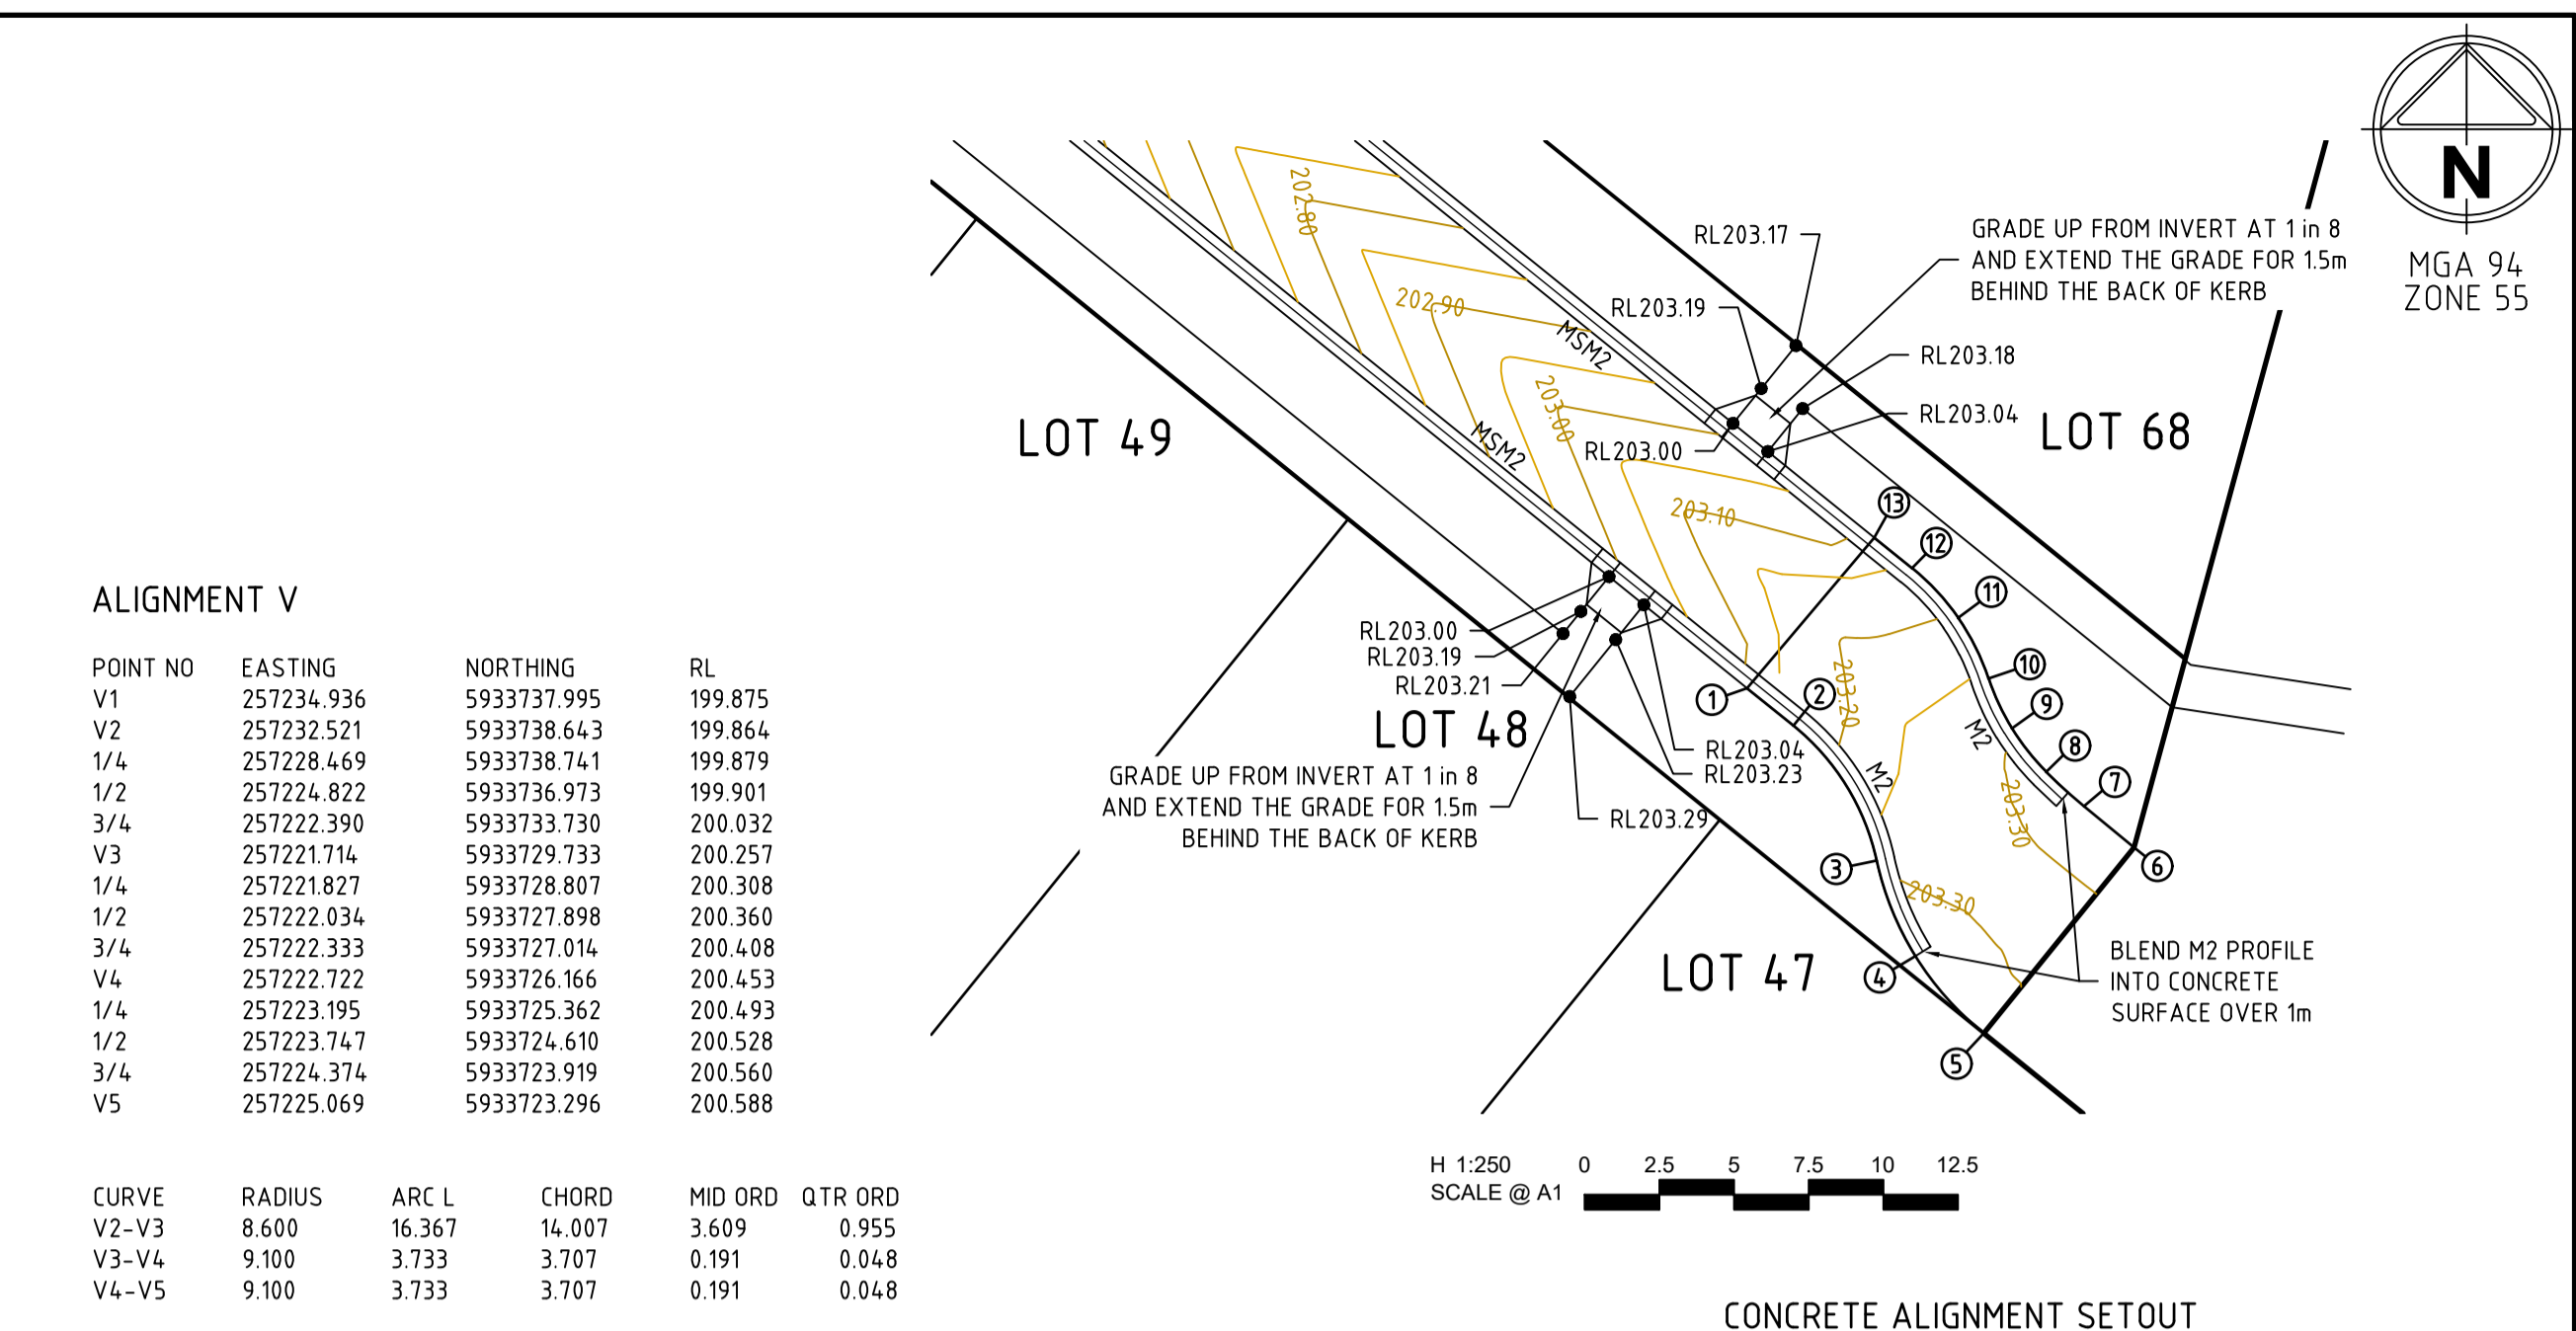 N
MGA 94
ZONE 55
GRADE UP FROM INVERT AT 1 in 8
AND EXTEND THE GRADE FOR 1.5m
BEHIND THE BACK OF KERB
RL203.17
RL203.19
RL203.18
RL203.04
RL203.00
202.80
202.90
203.00
203.10
203.20
203.30
203.30
MSM2
MSM2
M2
M2
LOT 49
LOT 68
LOT 48
LOT 47
13
12
11
10
9
8
7
6
1
2
3
4
5
RL203.00
RL203.19
RL203.21
RL203.04
RL203.23
RL203.29
GRADE UP FROM INVERT AT 1 in 8
AND EXTEND THE GRADE FOR 1.5m
BEHIND THE BACK OF KERB
BLEND M2 PROFILE
INTO CONCRETE
SURFACE OVER 1m
ALIGNMENT V
POINT NO EASTING NORTHING RL
V1 257234.936 5933737.995 199.875
V2 257232.521 5933738.643 199.864
1/4 257228.469 5933738.741 199.879
1/2 257224.822 5933736.973 199.901
3/4 257222.390 5933733.730 200.032
V3 257221.714 5933729.733 200.257
1/4 257221.827 5933728.807 200.308
1/2 257222.034 5933727.898 200.360
3/4 257222.333 5933727.014 200.408
V4 257222.722 5933726.166 200.453
1/4 257223.195 5933725.362 200.493
1/2 257223.747 5933724.610 200.528
3/4 257224.374 5933723.919 200.560
V5 257225.069 5933723.296 200.588
CURVE RADIUS ARC L CHORD MID ORD QTR ORD
V2-V3 8.600 16.367 14.007 3.609 0.955
V3-V4 9.100 3.733 3.707 0.191 0.048
V4-V5 9.100 3.733 3.707 0.191 0.048
H 1:250 0 2.5 5 7.5 10 12.5
SCALE @ A1
CONCRETE ALIGNMENT SETOUT